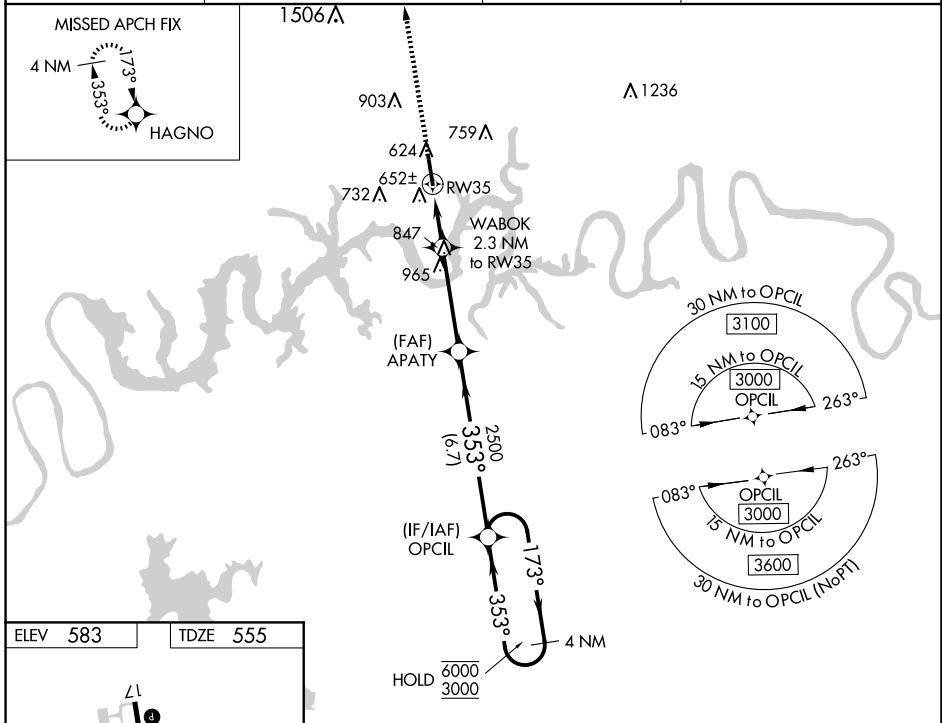 MISSED APCH FIX
4 NM
173°
353°
HAGNO
1506
1236
903
759
624
652±
RW35
732
847
WABOK
2.3 NM
to RW35
965
(FAF)
APATY
30 NM to OPCIL
3100
15 NM to OPCIL
3000
OPCIL
083°
263°
2500
353°
(6.7)
083°
263°
OPCIL
3000
15 NM to OPCIL
3600
30 NM to OPCIL (NoPT)
(IF/IAF)
OPCIL
173°
353°
4 NM
HOLD
6000
3000
ELEV 583
TDZE 555
17
P